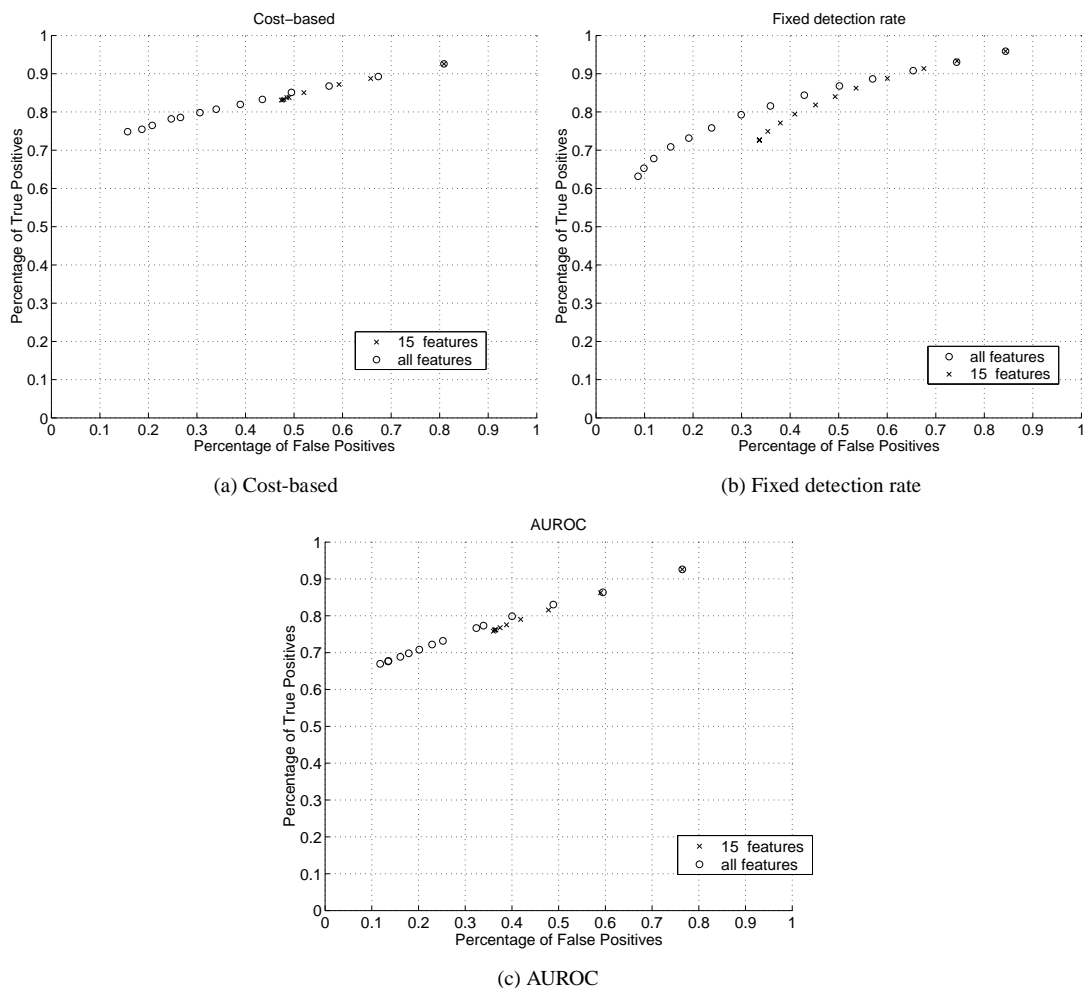 Cost−based
1
0.9
0.8
0.7
0.6
0.5
0.4
0.3
0.2
0.1
0
Percentage of True Positives
15 features
all features
0 0.1 0.2 0.3 0.4 0.5 0.6 0.7 0.8 0.9 1
Percentage of False Positives
(a) Cost-based
Fixed detection rate
1
0.9
0.8
0.7
0.6
0.5
0.4
0.3
0.2
0.1
0
Percentage of True Positives
all features
15 features
0 0.1 0.2 0.3 0.4 0.5 0.6 0.7 0.8 0.9 1
Percentage of False Positives
(b) Fixed detection rate
AUROC
1
0.9
0.8
0.7
0.6
0.5
0.4
0.3
0.2
0.1
0
Percentage of True Positives
15 features
all features
0 0.1 0.2 0.3 0.4 0.5 0.6 0.7 0.8 0.9 1
Percentage of False Positives
(c) AUROC